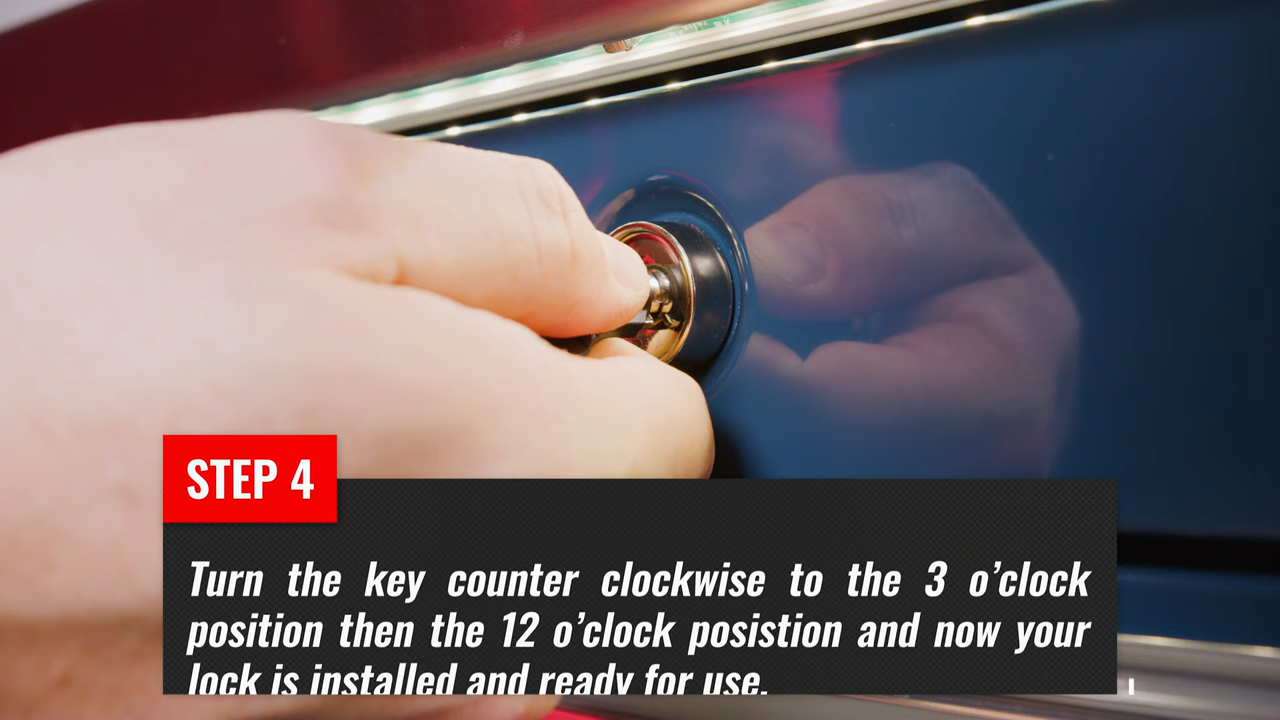 STEP 4
Turn the key counter clockwise to the 3 o’clock
position then the 12 o’clock posistion and now your
lock is installed and ready for use.